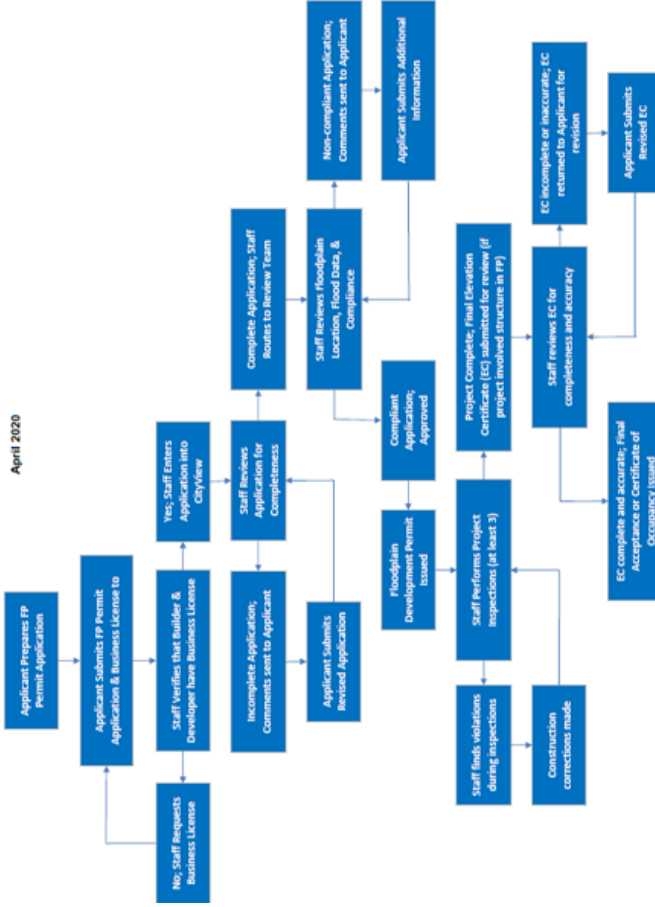 April 2020
Applicant Prepares FP
Permit Application
Applicant Submits FP Permit
Application & Business License to
No; Staff Requests
Business License
Staff Verifies that Builder &
Developer have Business License
Yes; Staff Enters
Application into
CityView
Incomplete Application;
Comments sent to Applicant
Staff Reviews
Application for
Completeness
Complete Application; Staff
Routes to Review Team
Applicant Submits
Revised Application
Staff Reviews Floodplain
Location, Flood Data, &
Compliance
Non-compliant Application;
Comments sent to Applicant
Applicant Submits Additional
Information
Compliant
Application;
Approved
Floodplain
Development Permit
Issued
Staff finds violations
during inspections
Staff Performs Project
Inspections (at least 3)
Project Complete; Final Elevation
Certificate (EC) submitted for review (if
project involved structure in FP)
Construction
corrections made
Staff reviews EC for
completeness and accuracy
EC incomplete or inaccurate; EC
returned to Applicant for
revision
Applicant Submits
Revised EC
EC complete and accurate; Final
Acceptance or Certificate of
Occupancy Issued